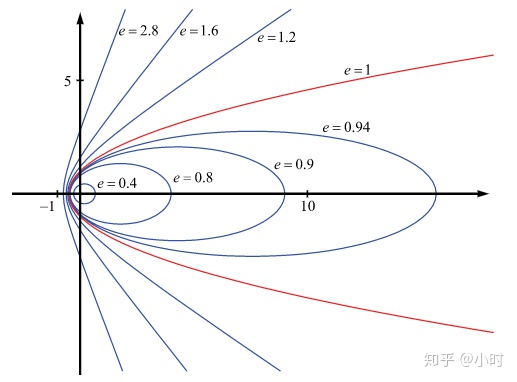 e = 2.8
e = 1.6
e = 1.2
e = 1
5
e = 0.94
e = 0.9
e = 0.8
e = 0.4
−1
10
知乎 @小时